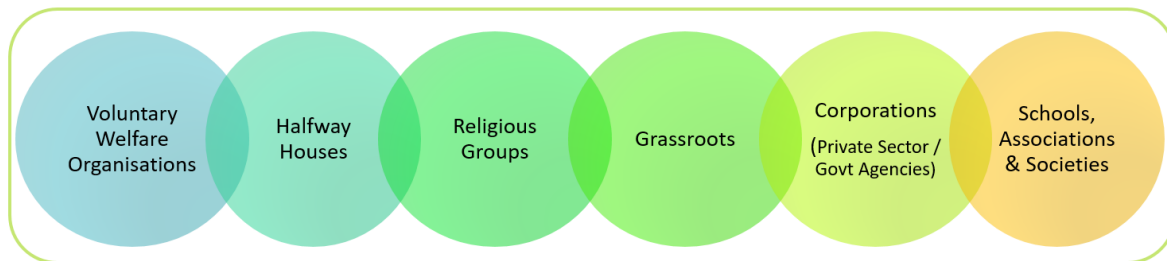 Voluntary
Welfare
Organisations
Halfway
Houses
Religious
Groups
Grassroots
Corporations
(Private Sector /
Govt Agencies)
Schools,
Associations
& Societies